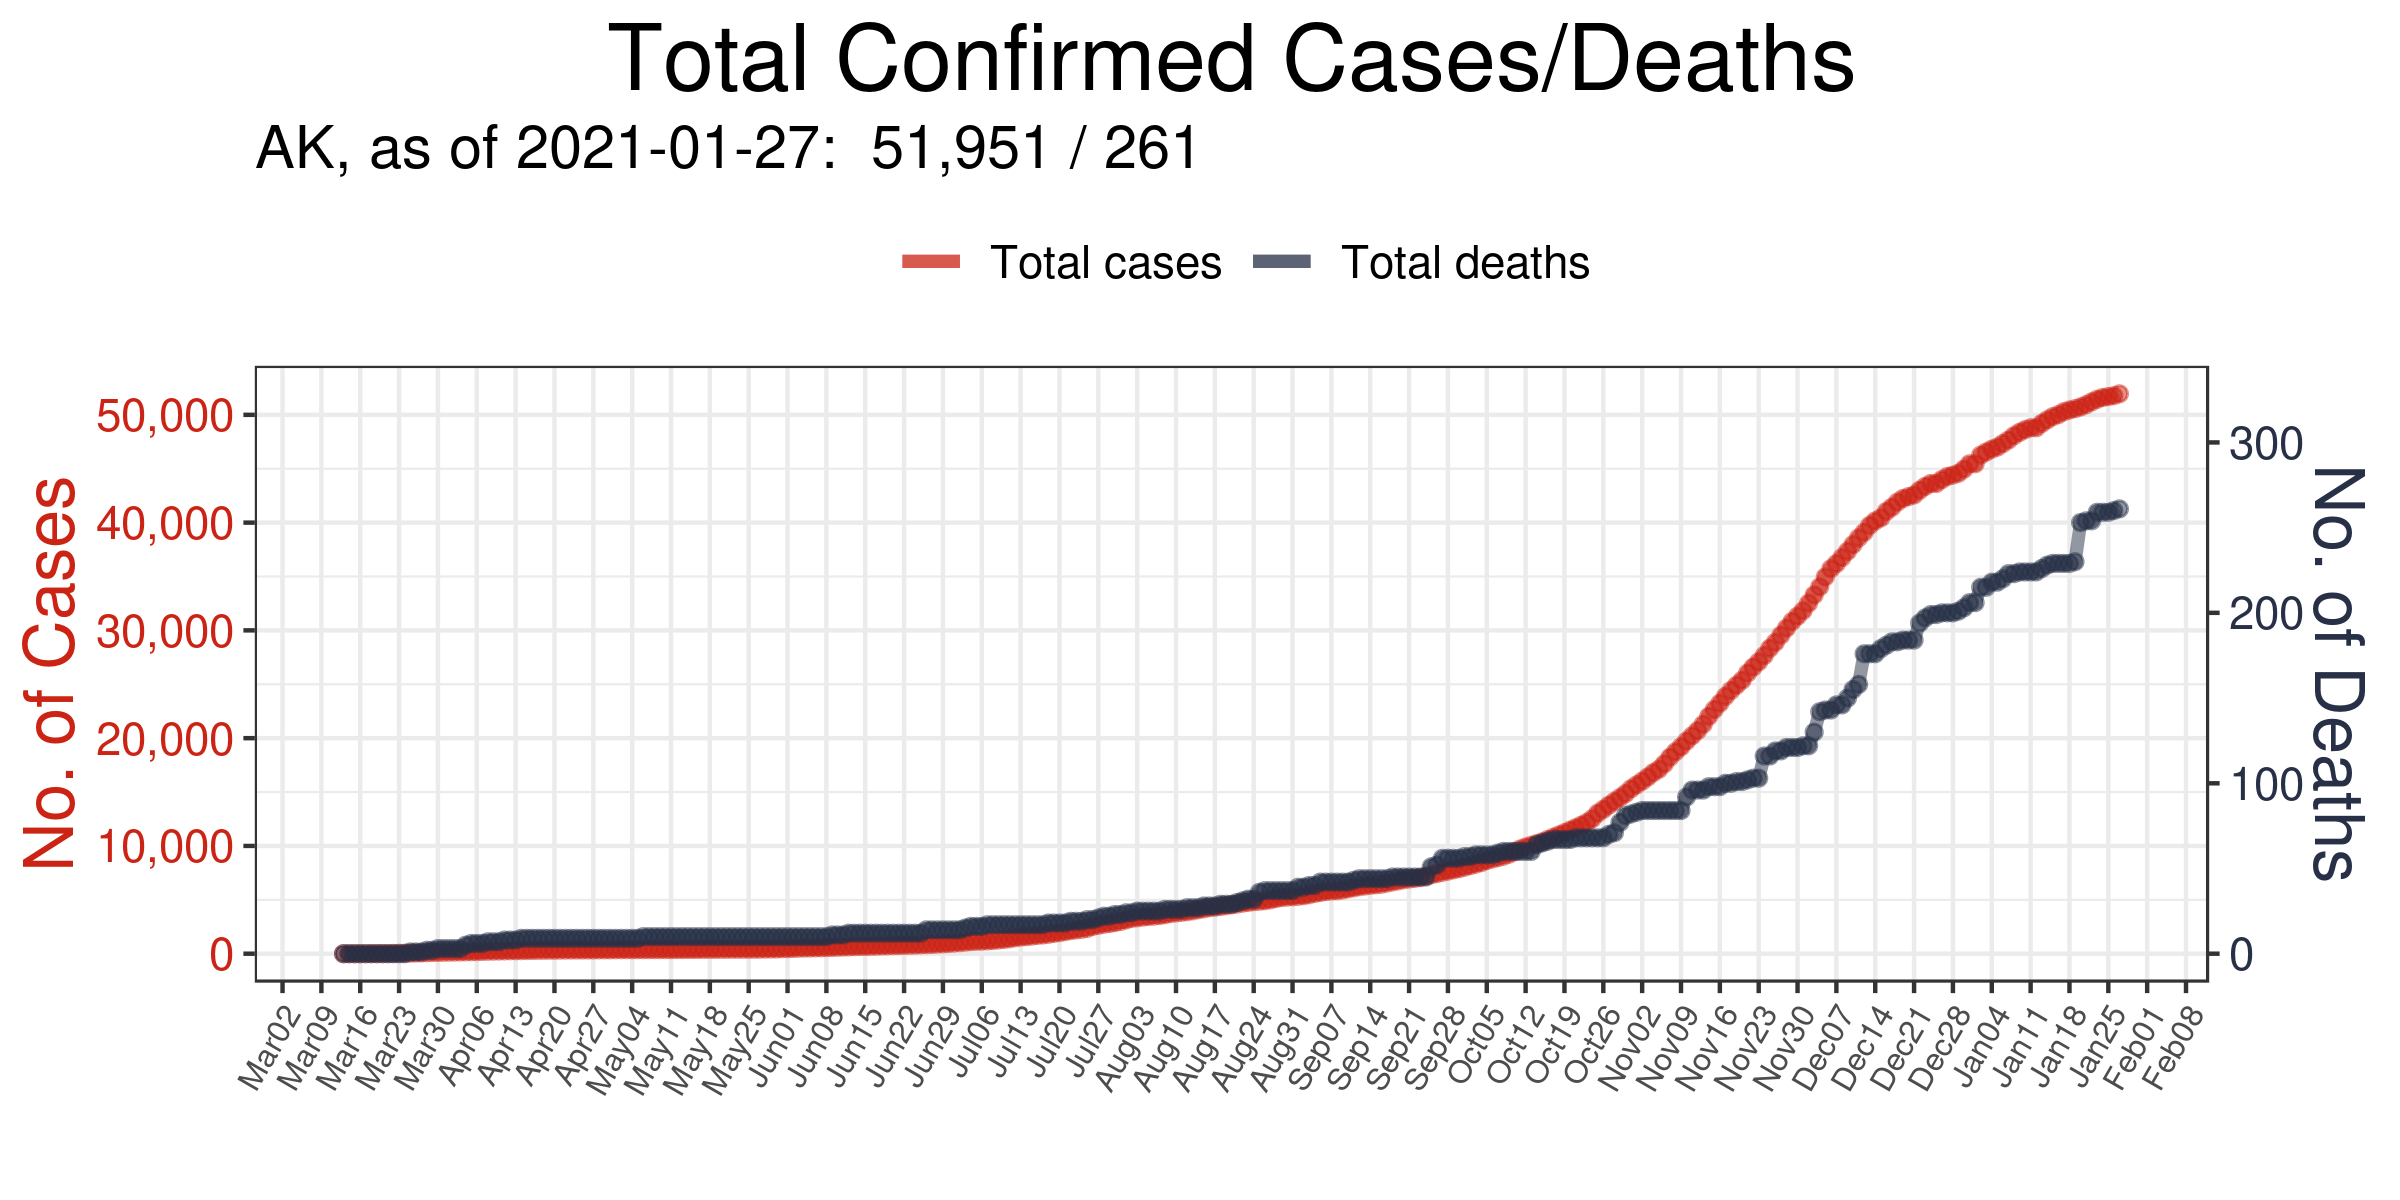 Total Confirmed Cases/Deaths
AK, as of 2021-01-27: 51,951 / 261
Total cases
Total deaths
No. of Cases
50,000
40,000
30,000
20,000
10,000
0
300
200
100
0
No. of Deaths
Mar02
Mar09
Mar16
Mar23
Mar30
Apr06
Apr13
Apr20
Apr27
May04
May11
May18
May25
Jun01
Jun08
Jun15
Jun22
Jun29
Jul06
Jul13
Jul20
Jul27
Aug03
Aug10
Aug17
Aug24
Aug31
Sep07
Sep14
Sep21
Sep28
Oct05
Oct12
Oct19
Oct26
Nov02
Nov09
Nov16
Nov23
Nov30
Dec07
Dec14
Dec21
Dec28
Jan04
Jan11
Jan18
Jan25
Feb01
Feb08